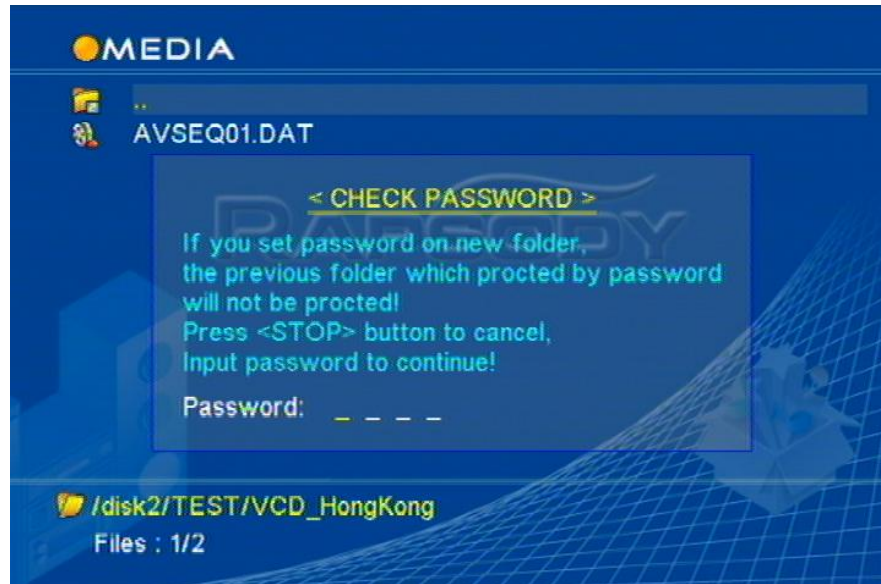 MEDIA
..
AVSEQ01.DAT
RAPSODY
< CHECK PASSWORD >
If you set password on new folder,
the previous folder which procted by password
will not be procted!
Press <STOP> button to cancel,
Input password to continue!
Password: _ _ _ _
/disk2/TEST/VCD_HongKong
Files : 1/2